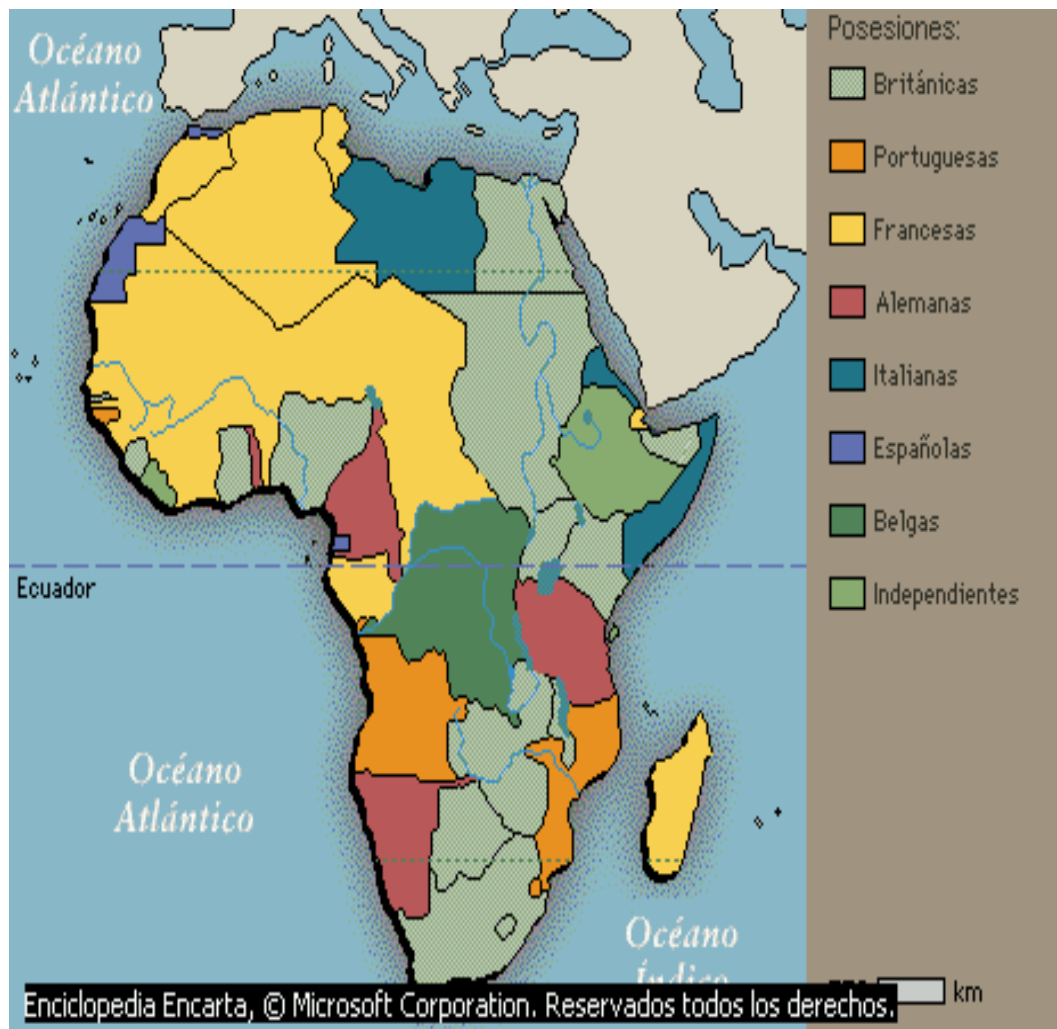 Océano
Atlántico
Posesiones:
Británicas
Portuguesas
Francesas
Alemanas
Italianas
Españolas
Belgas
Independientes
Ecuador
Océano
Atlántico
Océano
Índico
km
Enciclopedia Encarta, © Microsoft Corporation. Reservados todos los derechos.